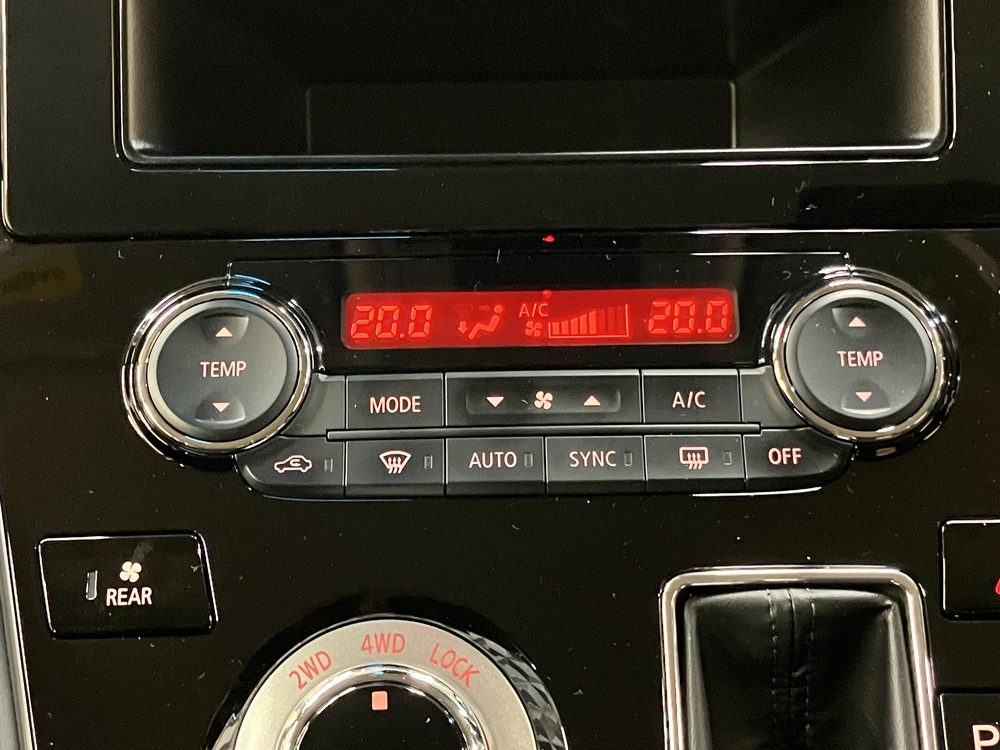 20.0 A/C 20.0
TEMP
TEMP
MODE
A/C
AUTO
SYNC
OFF
REAR
2WD
4WD
LOCK
P